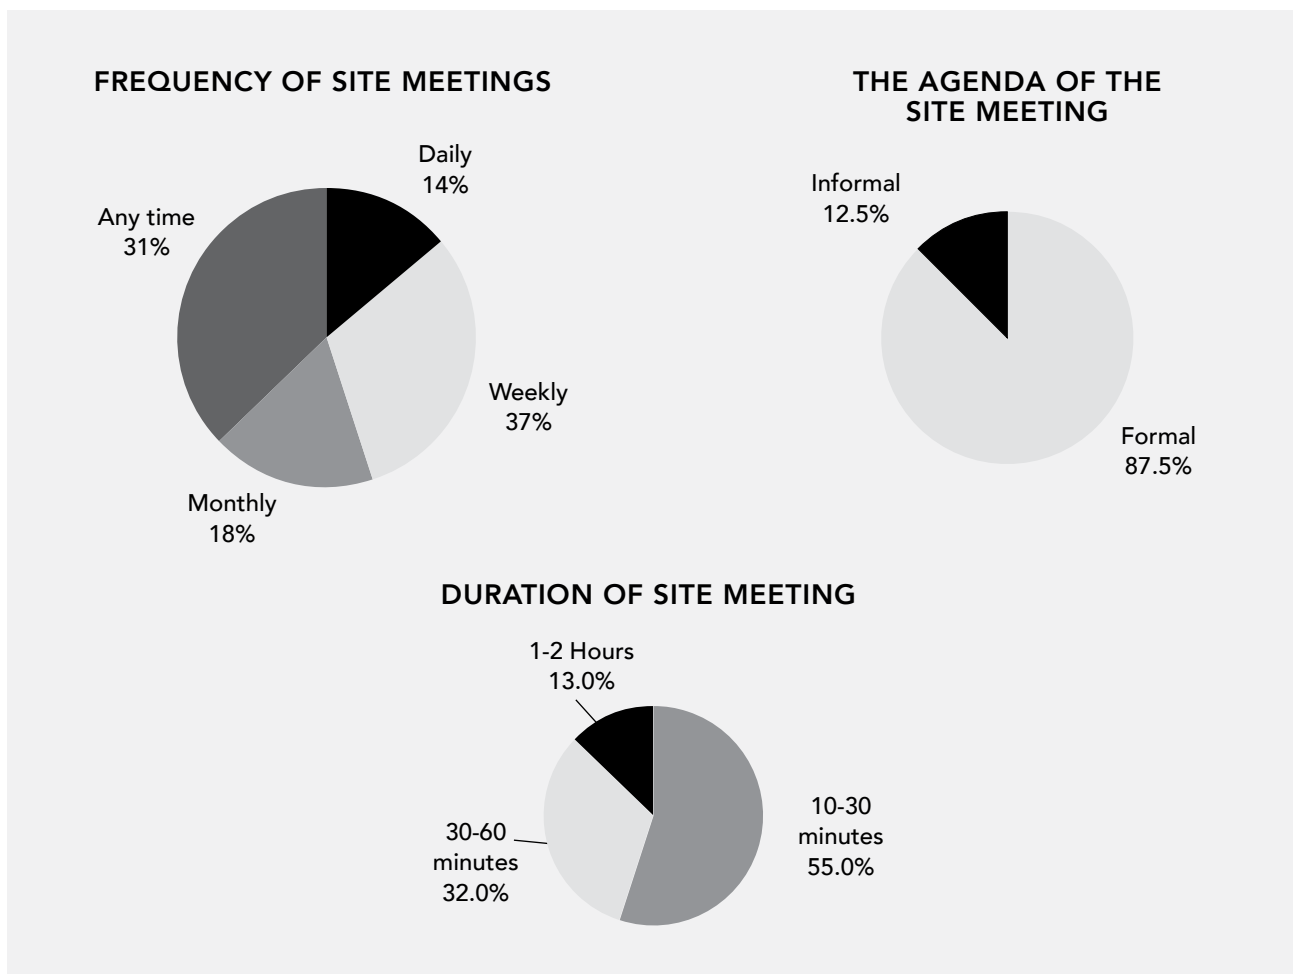 FREQUENCY OF SITE MEETINGS
Daily
14%
Any time
31%
Weekly
37%
Monthly
18%
THE AGENDA OF THE
SITE MEETING
Informal
12.5%
Formal
87.5%
DURATION OF SITE MEETING
1-2 Hours
13.0%
10-30
minutes
55.0%
30-60
minutes
32.0%